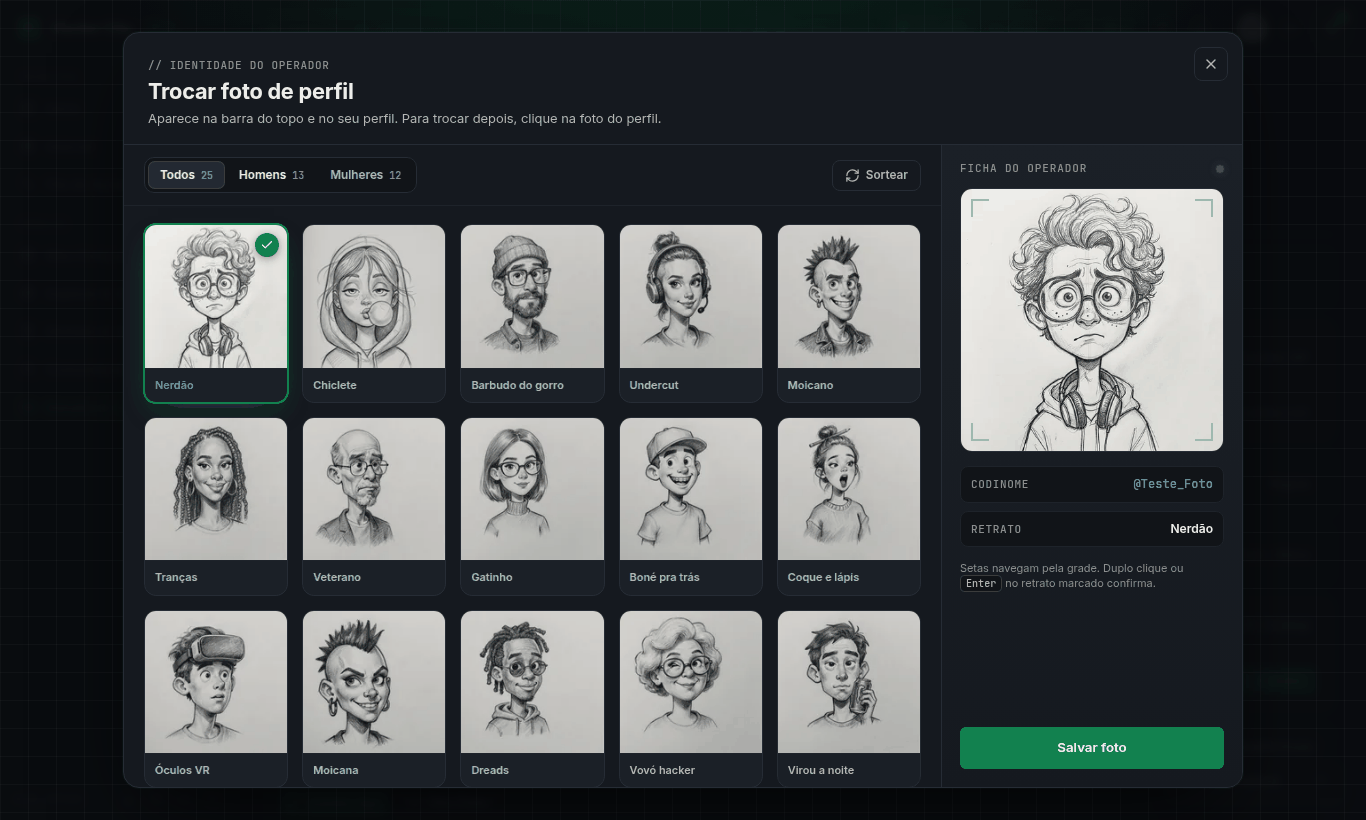 // IDENTIDADE DO OPERADOR
Trocar foto de perfil
Aparece na barra do topo e no seu perfil. Para trocar depois, clique na foto do perfil.
Todos 25 Homens 13 Mulheres 12
Sortear
Nerdão
Chiclete
Barbudo do gorro
Undercut
Moicano
Tranças
Veterano
Gatinho
Boné pra trás
Coque e lápis
Óculos VR
Moicana
Dreads
Vovó hacker
Virou a noite
FICHA DO OPERADOR
CODINOME @Teste_Foto
RETRATO Nerdão
Setas navegam pela grade. Duplo clique ou
Enter no retrato marcado confirma.
Salvar foto